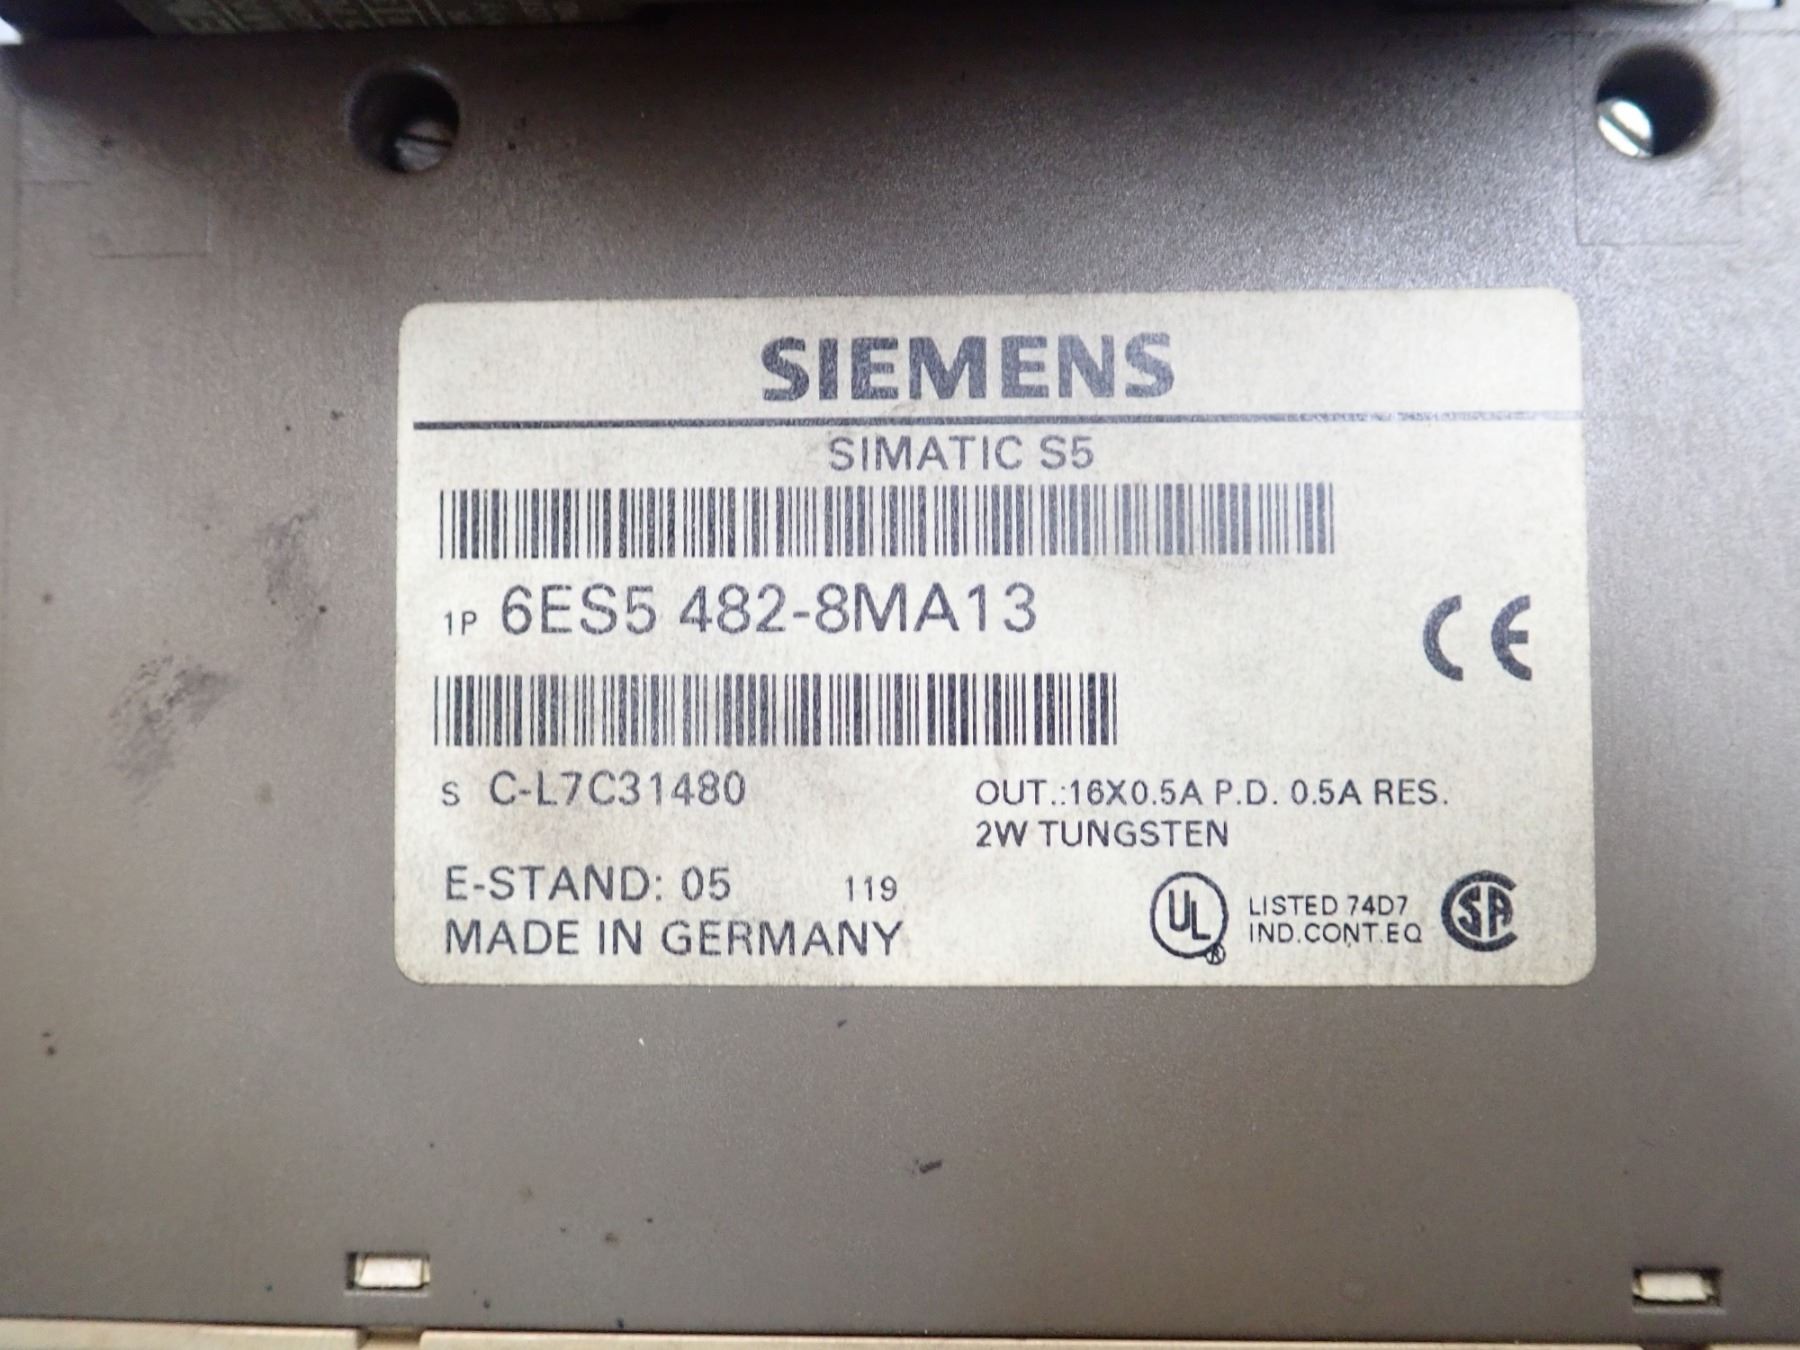 SIEMENS
SIMATIC S5
1P 6ES5 482-8MA13
CE
S C-L7C31480
OUT.:16X0.5A P.D. 0.5A RES.
2W TUNGSTEN
E-STAND: 05 119
MADE IN GERMANY
UL ®
LISTED 74D7
IND.CONT.EQ
SA